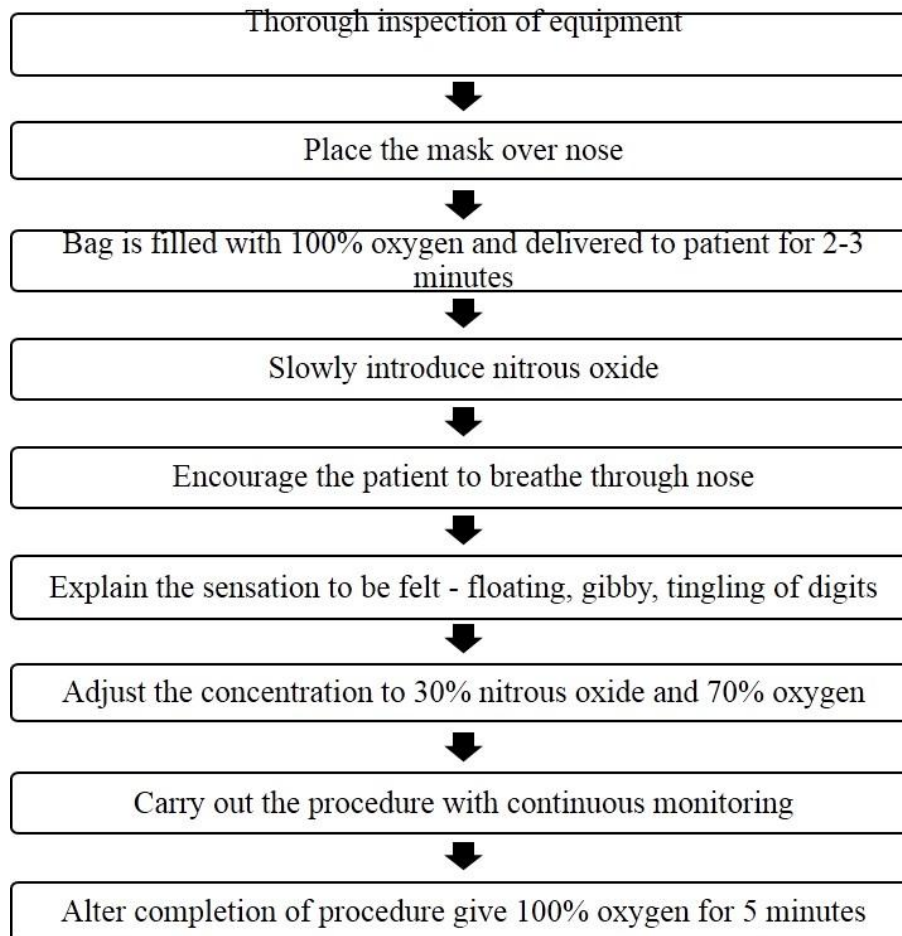 Thorough inspection of equipment
Place the mask over nose
Bag is filled with 100% oxygen and delivered to patient for 2-3
minutes
Slowly introduce nitrous oxide
Encourage the patient to breathe through nose
Explain the sensation to be felt - floating, gibby, tingling of digits
Adjust the concentration to 30% nitrous oxide and 70% oxygen
Carry out the procedure with continuous monitoring
Alter completion of procedure give 100% oxygen for 5 minutes